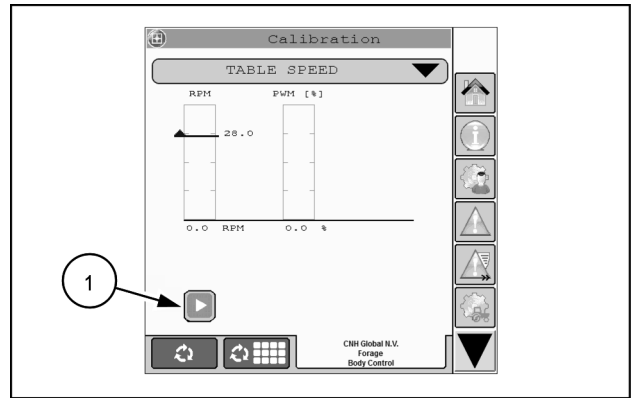 Calibration
TABLE SPEED
RPM PWM [%]
28.0
0.0 RPM 0.0 %
1
CNH Global N.V.
Forage
Body Control